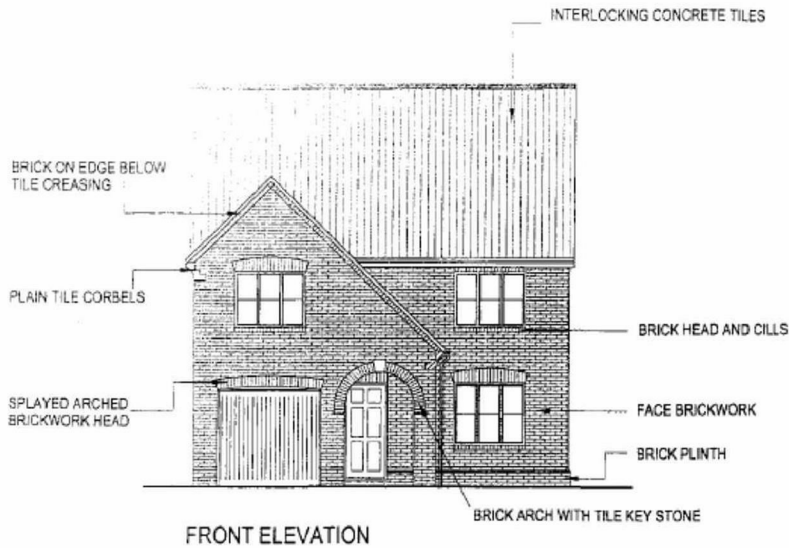 INTERLOCKING CONCRETE TILES
BRICK ON EDGE BELOW
TILE CREASING
PLAIN TILE CORBELS
BRICK HEAD AND CILLS
SPLAYED ARCHED
BRICKWORK HEAD
FACE BRICKWORK
BRICK PLINTH
BRICK ARCH WITH TILE KEY STONE
FRONT ELEVATION